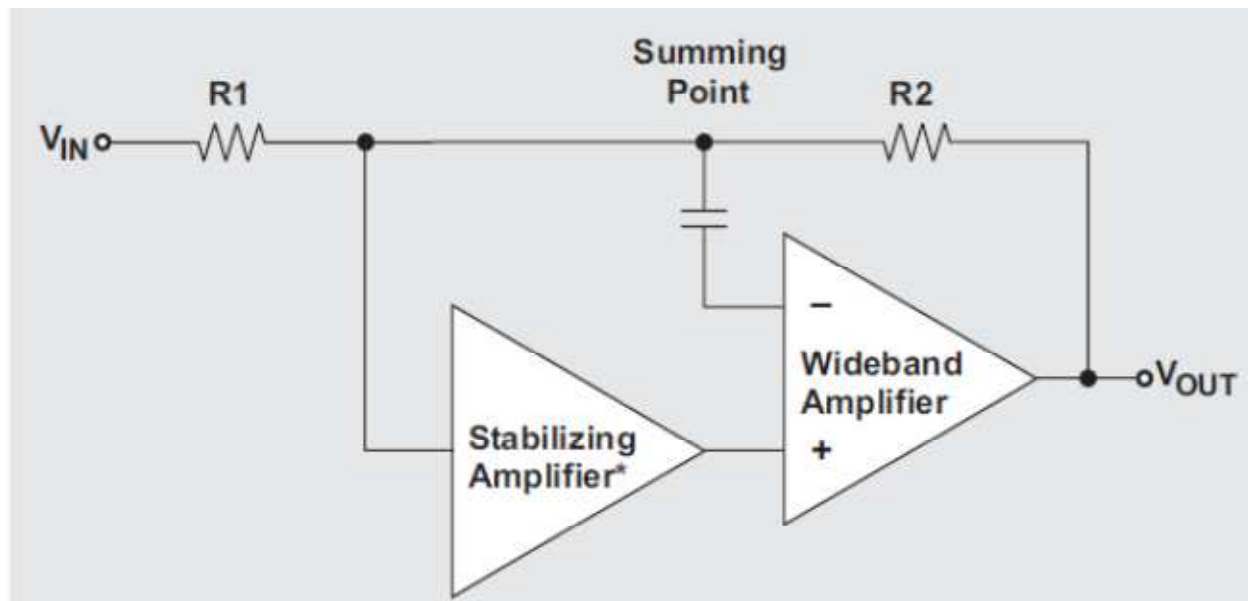 Summing
Point
R1
R2
VIN
–
Wideband
Amplifier
+
VOUT
Stabilizing
Amplifier*